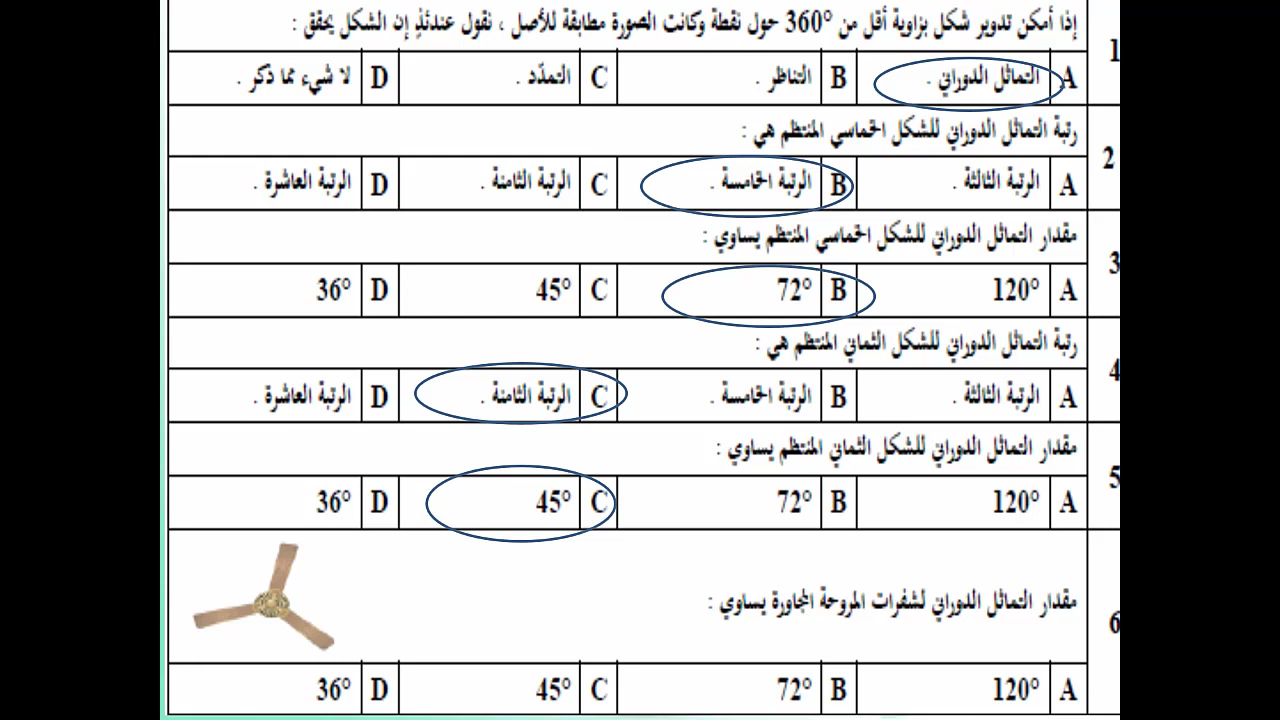 1 إذا أمكن تدوير شكل بزاوية أقل من 360° حول نقطة وكانت الصورة مطابقة للأصل ، نقول عندئذٍ إن الشكل يحقق :
A التماثل الدوراني . B التناظر . C التمدّد . D لا شيء مما ذكر .
2 رتبة التماثل الدوراني للشكل الخماسي المنتظم هي :
A الرتبة الثالثة . B الرتبة الخامسة . C الرتبة الثامنة . D الرتبة العاشرة .
3 مقدار التماثل الدوراني للشكل الخماسي المنتظم يساوي :
A 120° B 72° C 45° D 36°
4 رتبة التماثل الدوراني للشكل الثماني المنتظم هي :
A الرتبة الثالثة . B الرتبة الخامسة . C الرتبة الثامنة . D الرتبة العاشرة .
5 مقدار التماثل الدوراني للشكل الثماني المنتظم يساوي :
A 120° B 72° C 45° D 36°
6 مقدار التماثل الدوراني لشفرات المروحة المجاورة يساوي :
A 120° B 72° C 45° D 36°